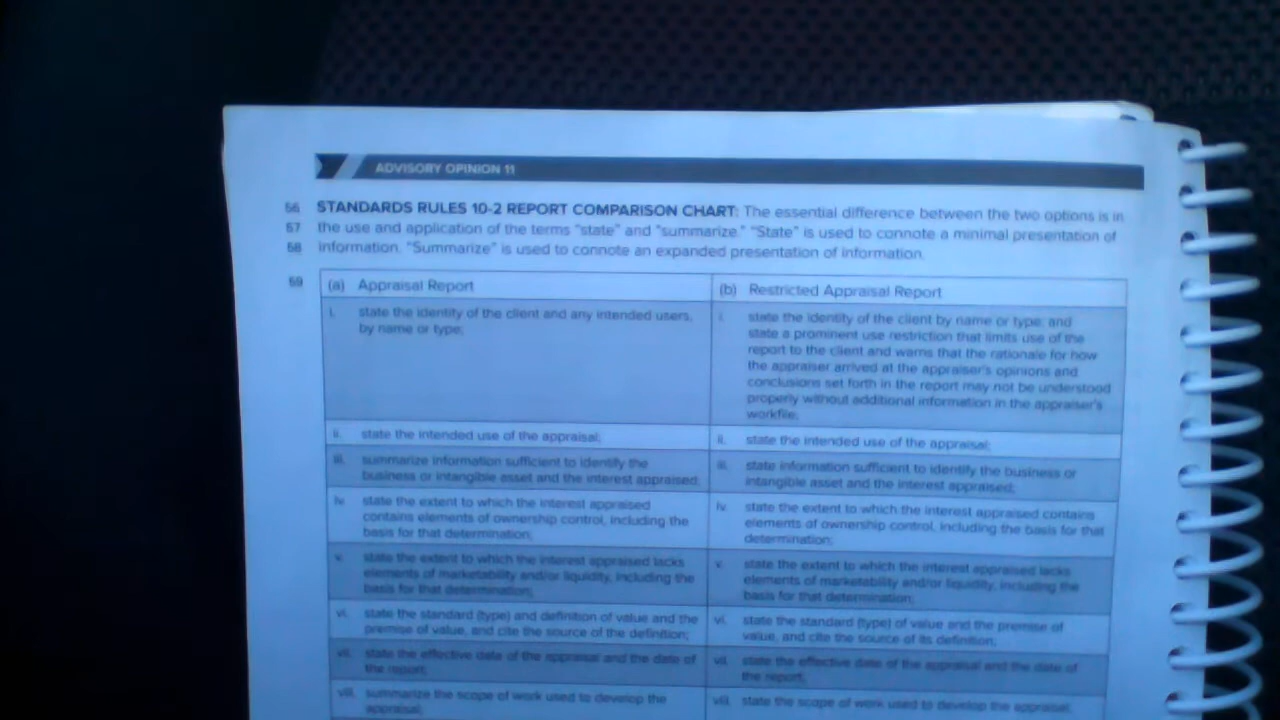 ADVISORY OPINION 11
56 STANDARDS RULES 10-2 REPORT COMPARISON CHART: The essential difference between the two options is in
57 the use and application of the terms "state" and "summarize." "State" is used to connote a minimal presentation of
58 information. "Summarize" is used to connote an expanded presentation of information.
59
(a) Appraisal Report
i. state the identity of the client and any intended users,
by name or type;
ii. state the intended use of the appraisal;
iii. summarize information sufficient to identify the
business or intangible asset and the interest appraised;
iv. state the extent to which the interest appraised
contains elements of ownership control, including the
basis for that determination;
v. state the extent to which the interest appraised lacks
elements of marketability and/or liquidity, including the
basis for that determination;
vi. state the standard (type) and definition of value and the
premise of value, and cite the source of the definition;
vii. state the effective date of the appraisal and the date of
the report;
viii. summarize the scope of work used to develop the
appraisal;
(b) Restricted Appraisal Report
i. state the identity of the client by name or type; and
state a prominent use restriction that limits use of the
report to the client and warns that the rationale for how
the appraiser arrived at the appraiser's opinions and
conclusions set forth in the report may not be understood
properly without additional information in the appraiser's
workfile;
ii. state the intended use of the appraisal;
iii. state information sufficient to identify the business or
intangible asset and the interest appraised;
iv. state the extent to which the interest appraised contains
elements of ownership control, including the basis for that
determination;
v. state the extent to which the interest appraised lacks
elements of marketability and/or liquidity, including the
basis for that determination;
vi. state the standard (type) of value and the premise of
value, and cite the source of its definition;
vii. state the effective date of the appraisal and the date of
the report;
viii. state the scope of work used to develop the appraisal;